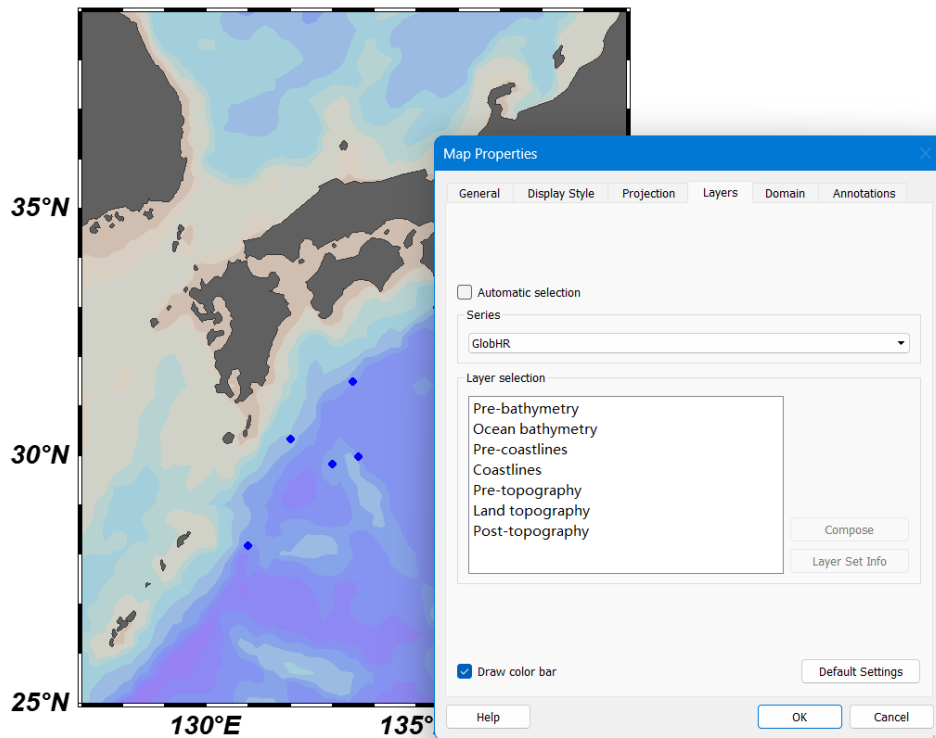 35°N
30°N
25°N
130°E
135°
Map Properties
General
Display Style
Projection
Layers
Domain
Annotations
Automatic selection
Series
GlobHR
Layer selection
Pre-bathymetry
Ocean bathymetry
Pre-coastlines
Coastlines
Pre-topography
Land topography
Post-topography
Compose
Layer Set Info
Draw color bar
Default Settings
Help
OK
Cancel